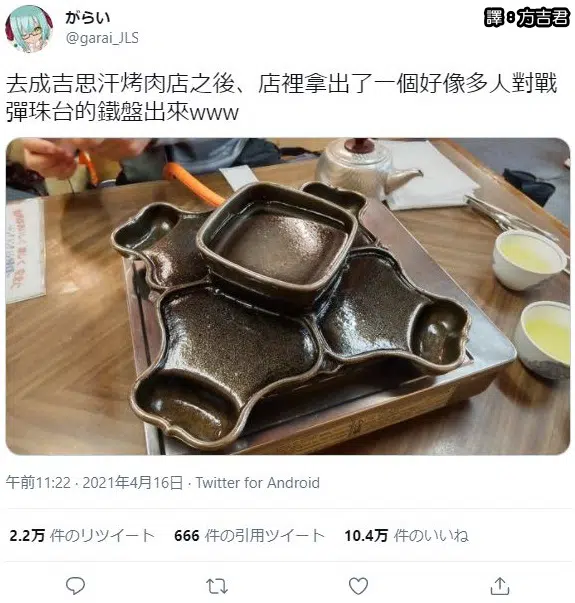 がらい
@garai_JLS
譯:方吉君
去成吉思汗烤肉店之後、店裡拿出了一個好像多人對戰
彈珠台的鐵盤出來www
午前11:22 · 2021年4月16日 · Twitter for Android
2.2万 件のリツイート 666 件の引用ツイート 10.4万 件のいいね